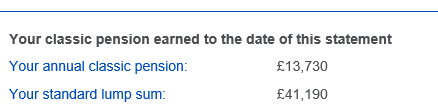 Your classic pension earned to the date of this statement
Your annual classic pension: £13,730
Your standard lump sum: £41,190